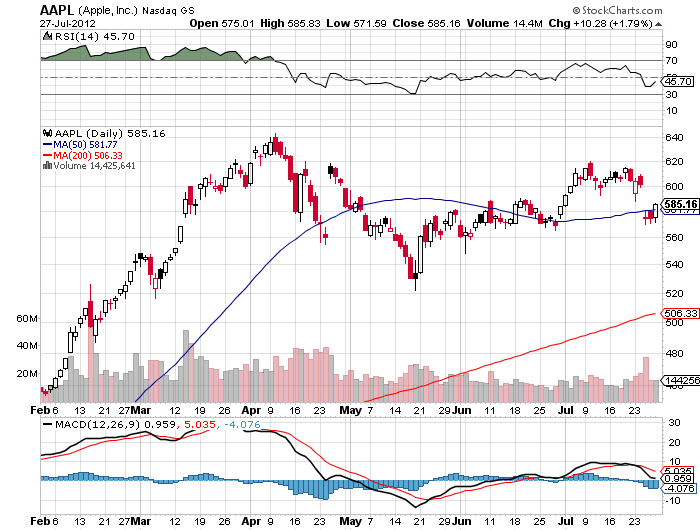 AAPL (Apple, Inc.) Nasdaq GS © StockCharts.com
27-Jul-2012 Open 575.01 High 585.83 Low 571.59 Close 585.16 Volume 14.4M Chg +10.28 (+1.79%)
RSI(14) 45.70
90
70
50
45.70
30
10
AAPL (Daily) 585.16
MA(50) 581.77
MA(200) 506.33
Volume 14,425,641
640
620
600
585.16
581.77
560
540
520
506.33
500
480
60M
40M
20M
144256
Feb 6 13 21 27 Mar 12 19 26 Apr 9 16 23 May 7 14 21 29 Jun 11 18 25 Jul 9 16 23
MACD(12,26,9) 0.959, 5.035, -4.076
30
20
10
5.035
0.959
-4.076
-10
Feb 6 13 21 27 Mar 12 19 26 Apr 9 16 23 May 7 14 21 29 Jun 11 18 25 Jul 9 16 23